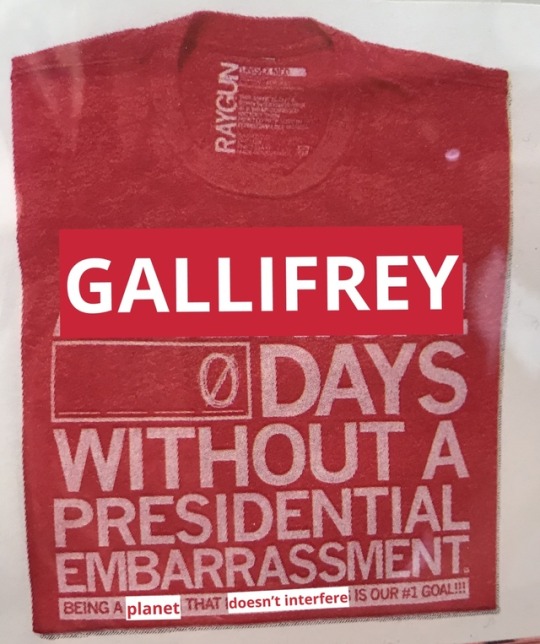 RAYGUN
GALLIFREY
0 DAYS
WITHOUT A
PRESIDENTIAL
EMBARRASSMENT.
BEING A planet THAT doesn't interfere IS OUR #1 GOAL!!!